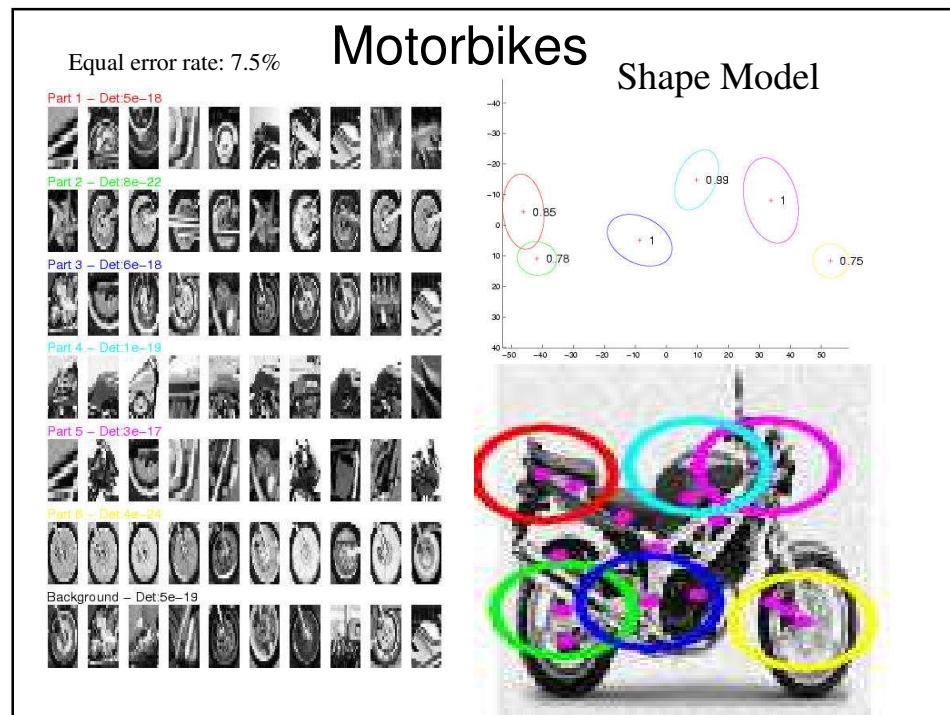 Motorbikes
Equal error rate: 7.5%
Shape Model
Part 1 – Det:5e–18
Part 2 – Det:8e–22
Part 3 – Det:6e–18
Part 4 – Det:1e–19
Part 5 – Det:3e–17
Part 6 – Det:4e–24
Background – Det:5e–19
−40
−30
−20
−10
0
10
20
30
40
0.99
1
0.85
1
0.78
0.75
−50 −40 −30 −20 −10 0 10 20 30 40 50